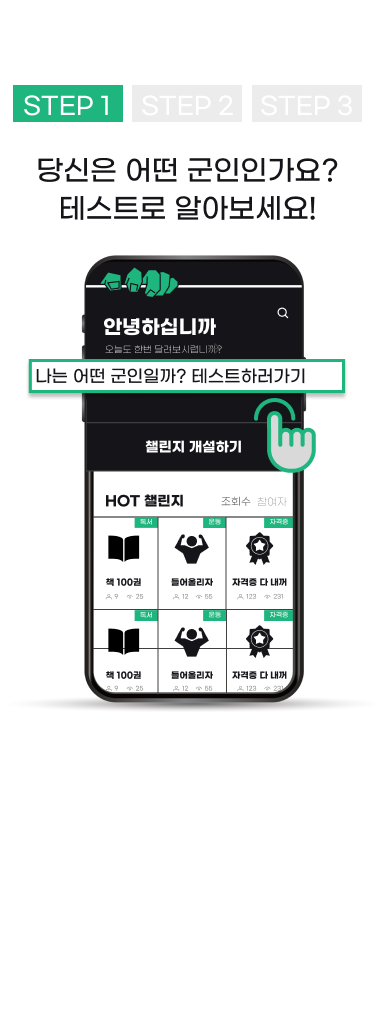 STEP 1 STEP 2 STEP 3
당신은 어떤 군인인가요?
테스트로 알아보세요!
안녕하십니까
오늘도 한번 달려보시렵니까?
나는 어떤 군인일까? 테스트하러가기
챌린지 개설하기
HOT 챌린지 조회수 참여자
독서 운동 자격증
책 100권 들어올리자 자격증 다 내꺼
9 25 12 55 123 231
독서 운동 자격증
책 100권 들어올리자 자격증 다 내꺼
9 25 12 55 123 231